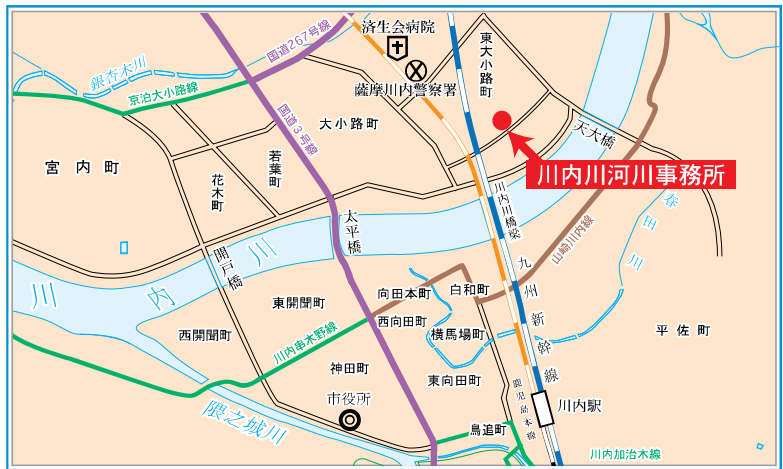 国道267号線
済生会病院
東大小路町
銀杏木川
京泊大小路線
薩摩川内警察署
国道3号線
大小路町
天大橋
宮内町
若葉町
花木町
川内川河川事務所
川内川橋梁
太平橋
春田川
山崎川内線
開戸橋
川内川
九州新幹線
向田本町
白和町
東開聞町
西向田町
横馬場町
平佐町
西開聞町
川内串木野線
神田町
東向田町
鹿児島本線
市役所
川内駅
隈之城川
鳥追町
川内加治木線